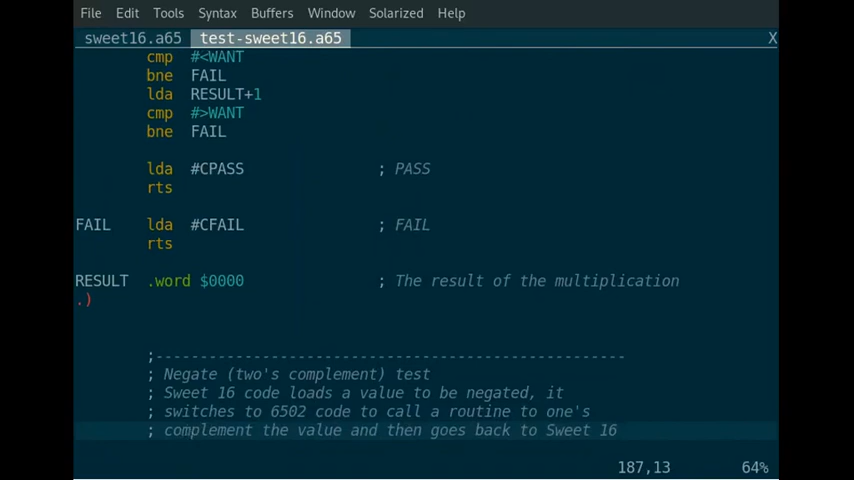 File Edit Tools Syntax Buffers Window Solarized Help
sweet16.a65 test-sweet16.a65 X
cmp #<WANT
bne FAIL
lda RESULT+1
cmp #>WANT
bne FAIL
lda #CPASS ; PASS
rts
FAIL lda #CFAIL ; FAIL
rts
RESULT .word $0000 ; The result of the multiplication
.)
;-----------------------------------------------------
; Negate (two's complement) test
; Sweet 16 code loads a value to be negated, it
; switches to 6502 code to call a routine to one's
; complement the value and then goes back to Sweet 16
187,13 64%